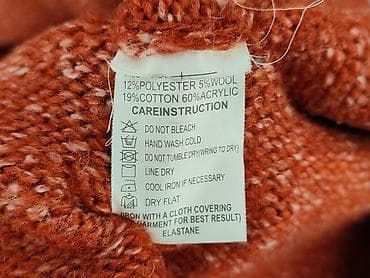 12%POLYESTER 5%WOOL
19%COTTON 60%ACRYLIC
CAREINSTRUCTION
DO NOT BLEACH
HAND WASH COLD
DO NOT TUMBLE DRY(WRING TO DRY)
LINE DRY
COOL IRON IF NECESSARY
DRY FLAT
IRON WITH A CLOTH COVERING
GARMENT FOR BEST RESULT)
ELASTANE